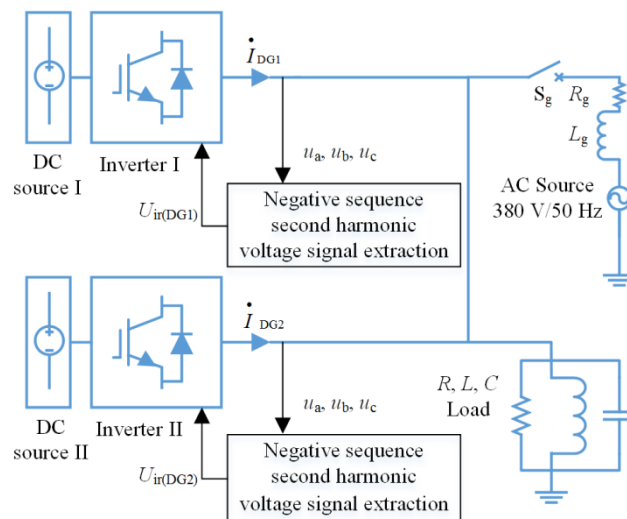 DC
source I
Inverter I
İDG1
ua, ub, uc
Uir(DG1)
Negative sequence
second harmonic
voltage signal extraction
Sg
Rg
Lg
AC Source
380 V/50 Hz
DC
source II
Inverter II
İDG2
ua, ub, uc
Uir(DG2)
Negative sequence
second harmonic
voltage signal extraction
R, L, C
Load